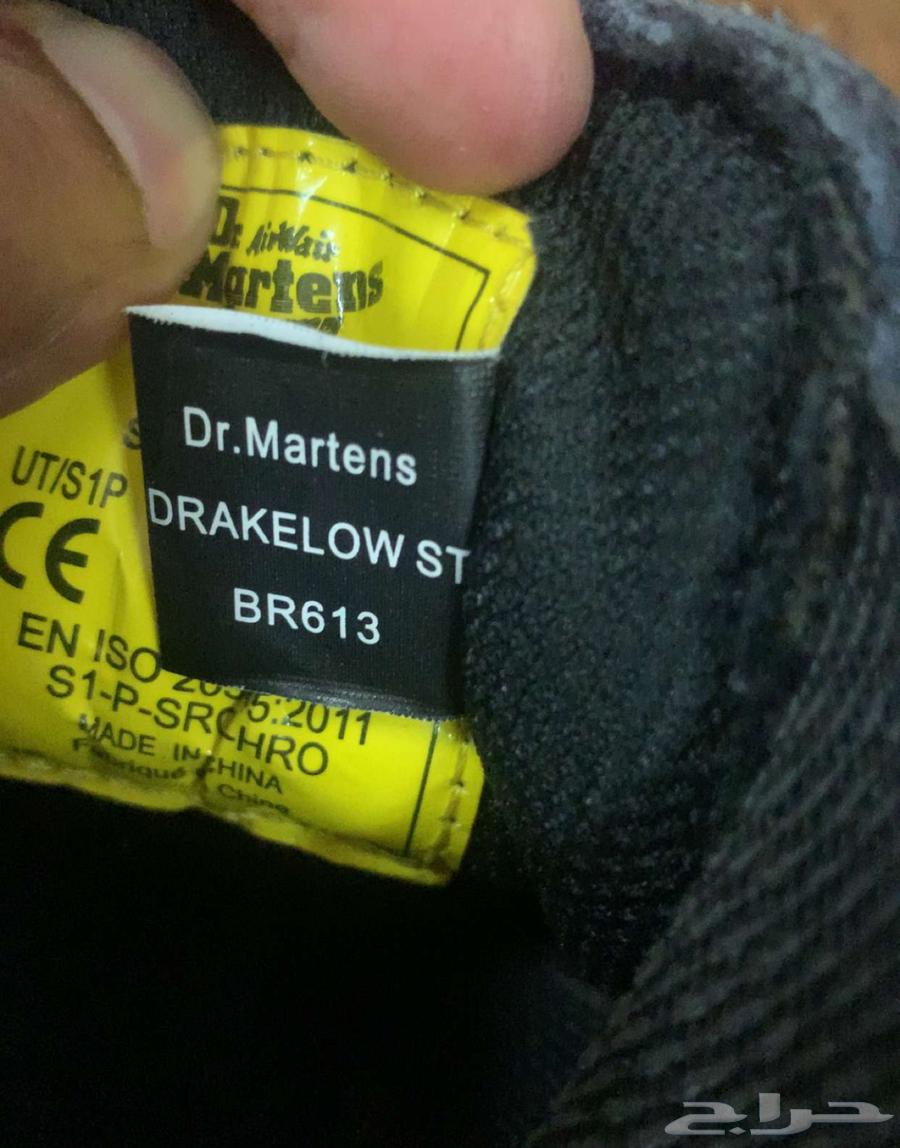 Dr. AirWair
Martens
Dr.Martens
DRAKELOW ST
BR613
UT/S1P
CE
EN ISO 20345:2011
S1-P-SRC HRO
MADE IN CHINA
Fabriqué Chine
حراج